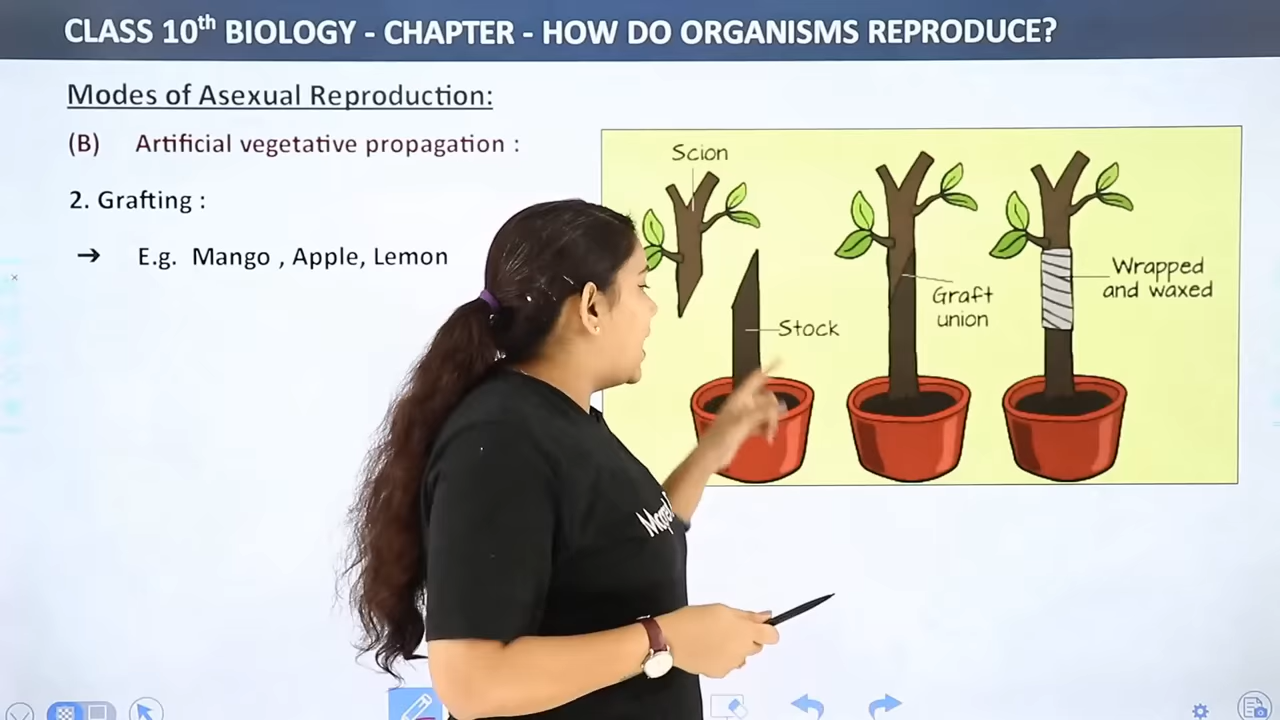 CLASS 10th BIOLOGY - CHAPTER - HOW DO ORGANISMS REPRODUCE?
Modes of Asexual Reproduction:
(B) Artificial vegetative propagation :
2. Grafting :
→ E.g. Mango , Apple, Lemon
Scion
Stock
Graft
union
Wrapped
and waxed